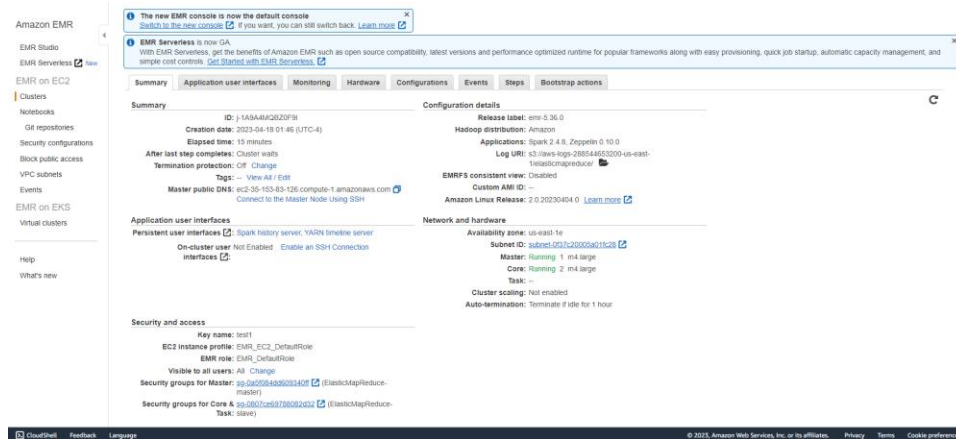 Amazon EMR
EMR Studio
EMR Serverless New
EMR on EC2
Clusters
Notebooks
Git repositories
Security configurations
Block public access
VPC subnets
Events
EMR on EKS
Virtual clusters
Help
What's new
The new EMR console is now the default console
Switch to the new console. If you want, you can still switch back. Learn more
EMR Serverless is now GA.
With EMR Serverless, get the benefits of Amazon EMR such as open source compatibility, latest versions and performance optimized runtime for popular frameworks along with easy provisioning, quick job startup, automatic capacity management, and
simple cost controls. Get Started with EMR Serverless.
Summary Application user interfaces Monitoring Hardware Configurations Events Steps Bootstrap actions
Summary
ID: j-1A9A4MQBZ0F9I
Creation date: 2023-04-18 01:46 (UTC-4)
Elapsed time: 15 minutes
After last step completes: Cluster waits
Termination protection: Off Change
Tags: -- View All / Edit
Master public DNS: ec2-35-153-83-126.compute-1.amazonaws.com
Connect to the Master Node Using SSH
Configuration details
Release label: emr-5.36.0
Hadoop distribution: Amazon
Applications: Spark 2.4.8, Zeppelin 0.10.0
Log URI: s3://aws-logs-288544653200-us-east-
1/elasticmapreduce/
EMRFS consistent view: Disabled
Custom AMI ID: --
Amazon Linux Release: 2.0.20230404.0 Learn more
Application user interfaces
Persistent user interfaces : Spark history server, YARN timeline server
On-cluster user Not Enabled Enable an SSH Connection
interfaces :
Network and hardware
Availability zone: us-east-1e
Subnet ID: subnet-0f37c20005a01fc28
Master: Running 1 m4.large
Core: Running 2 m4.large
Task: --
Cluster scaling: Not enabled
Auto-termination: Terminate if idle for 1 hour
Security and access
Key name: test1
EC2 instance profile: EMR_EC2_DefaultRole
EMR role: EMR_DefaultRole
Visible to all users: All Change
Security groups for Master: sg-0a5f084dd609340ff (ElasticMapReduce-
master)
Security groups for Core & sg-0807ce69788082d32 (ElasticMapReduce-
Task: slave)
CloudShell Feedback Language
© 2023, Amazon Web Services, Inc. or its affiliates. Privacy Terms Cookie preferences